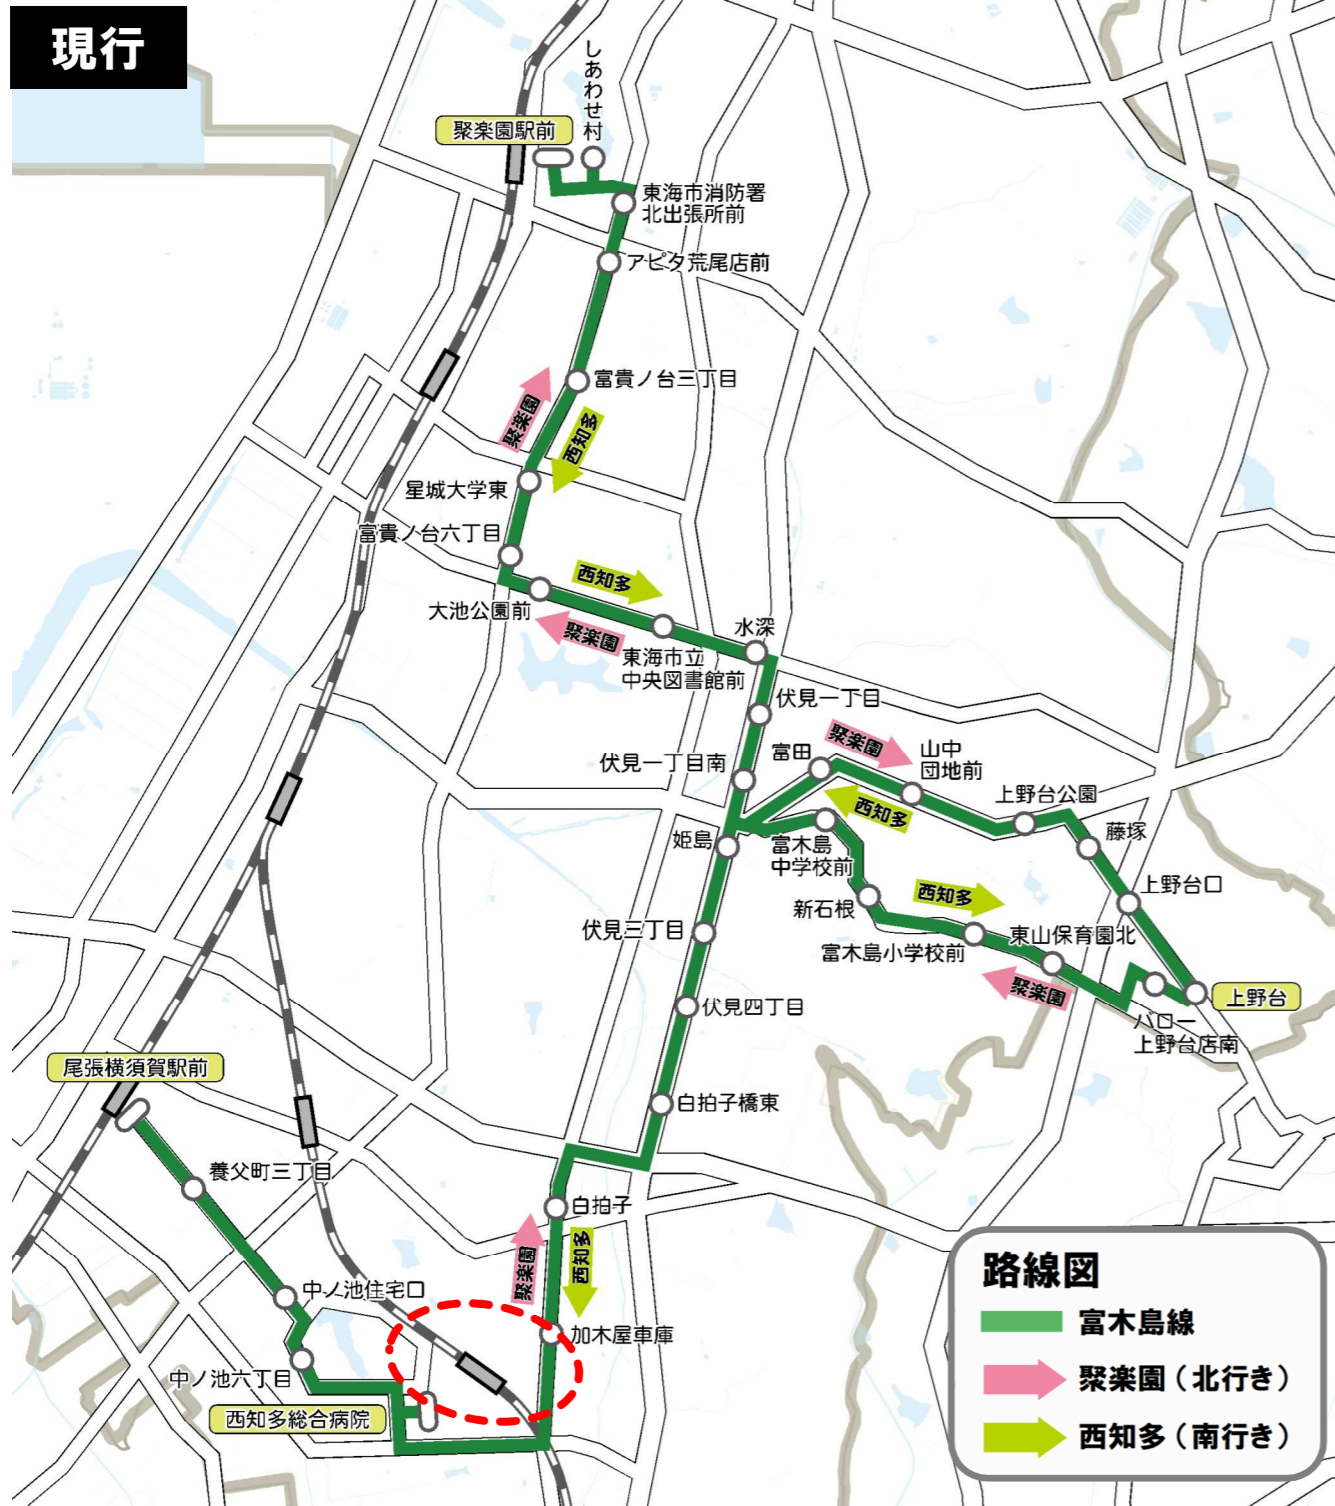 現行
しあわせ村
聚楽園駅前
東海市消防署
北出張所前
アピタ荒尾店前
富貴ノ台三丁目
聚楽園
西知多
星城大学東
富貴ノ台六丁目
西知多
大池公園前
聚楽園
水深
東海市立
中央図書館前
伏見一丁目
聚楽園
富田
山中
団地前
伏見一丁目南
上野台公園
西知多
姫島
富木島
中学校前
藤塚
上野台口
西知多
新石根
伏見三丁目
富木島小学校前
東山保育園北
聚楽園
上野台
伏見四丁目
バロー
上野台店南
尾張横須賀駅前
白拍子橋東
養父町三丁目
白拍子
聚楽園
西知多
中ノ池住宅口
加木屋車庫
中ノ池六丁目
西知多総合病院
路線図
富木島線
聚楽園（北行き）
西知多（南行き）